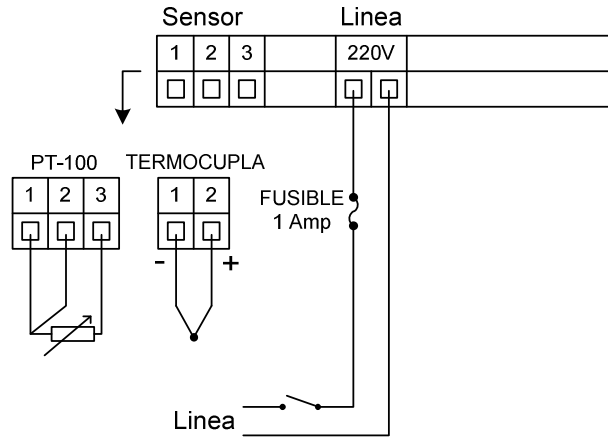 Sensor Linea
1 2 3 220V
PT-100 TERMOCUPLA
1 2 3 1 2
FUSIBLE
1 Amp
- +
Linea